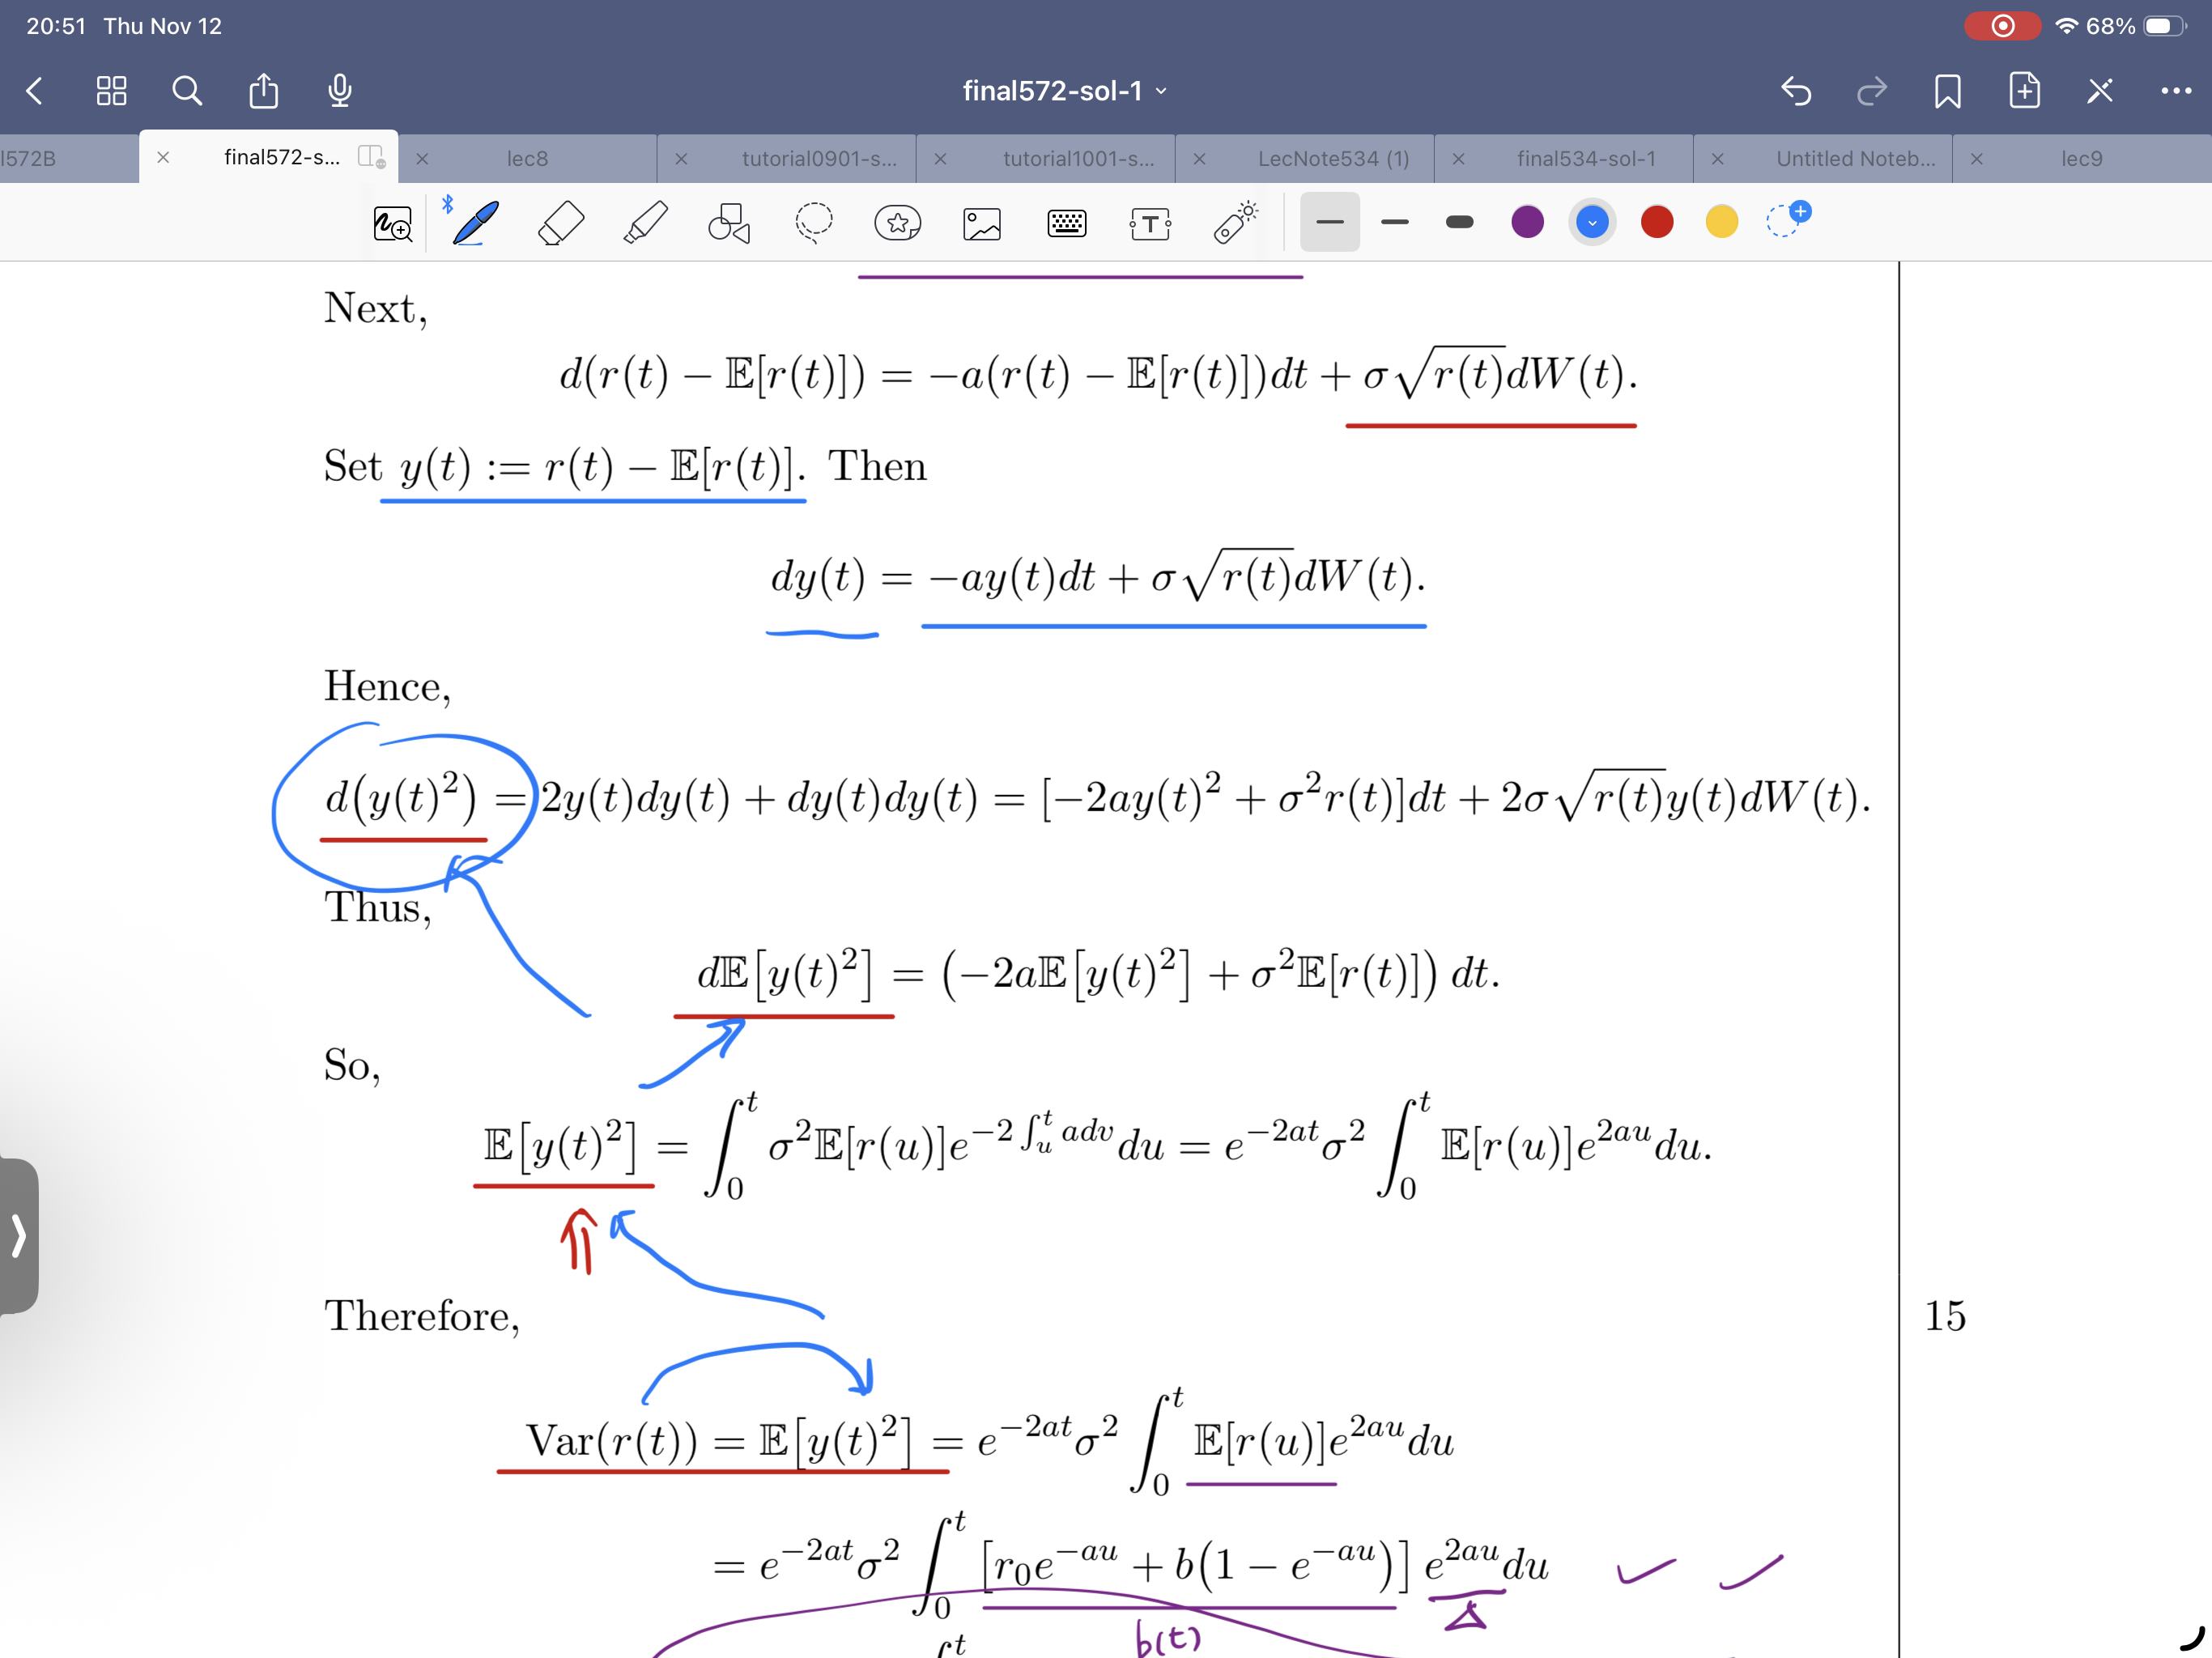 20:51 Thu Nov 12 68%
final572-sol-1
l572B final572-s... lec8 tutorial0901-s... tutorial1001-s... LecNote534 (1) final534-sol-1 Untitled Noteb... lec9
Next,
d(r(t) − 𝔼[r(t)]) = −a(r(t) − 𝔼[r(t)])dt + σ√r(t)dW(t).
Set y(t) := r(t) − 𝔼[r(t)]. Then
dy(t) = −ay(t)dt + σ√r(t)dW(t).
Hence,
d(y(t)²) = 2y(t)dy(t) + dy(t)dy(t) = [−2ay(t)² + σ²r(t)]dt + 2σ√r(t)y(t)dW(t).
Thus,
d𝔼[y(t)²] = (−2a𝔼[y(t)²] + σ²𝔼[r(t)]) dt.
So,
𝔼[y(t)²] = ∫₀ᵗ σ²𝔼[r(u)]e^{−2∫ᵤᵗ adv}du = e^{−2at}σ² ∫₀ᵗ 𝔼[r(u)]e^{2au}du.
Therefore,
15
Var(r(t)) = 𝔼[y(t)²] = e^{−2at}σ² ∫₀ᵗ 𝔼[r(u)]e^{2au}du
= e^{−2at}σ² ∫₀ᵗ [r₀e^{−au} + b(1 − e^{−au})] e^{2au}du
b(t)